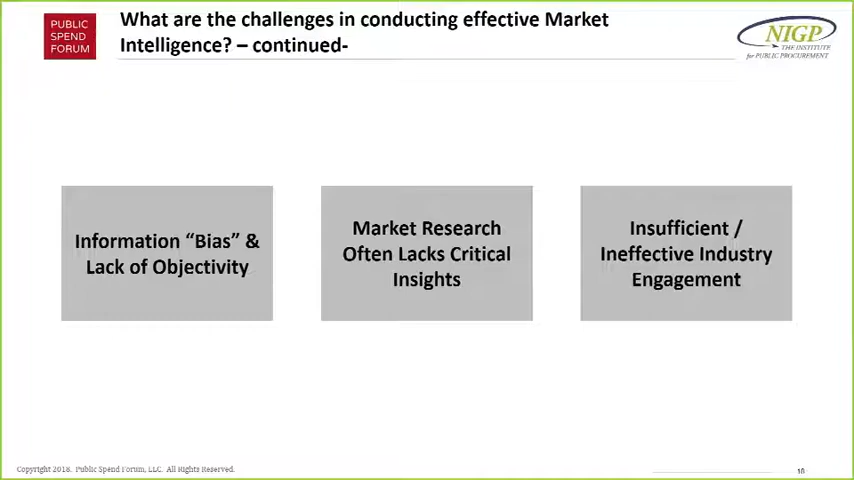 PUBLIC
SPEND
FORUM
What are the challenges in conducting effective Market
Intelligence? – continued-
NIGP
THE INSTITUTE
for PUBLIC PROCUREMENT
Information “Bias” &
Lack of Objectivity
Market Research
Often Lacks Critical
Insights
Insufficient /
Ineffective Industry
Engagement
Copyright 2018. Public Spend Forum, LLC. All Rights Reserved.
10